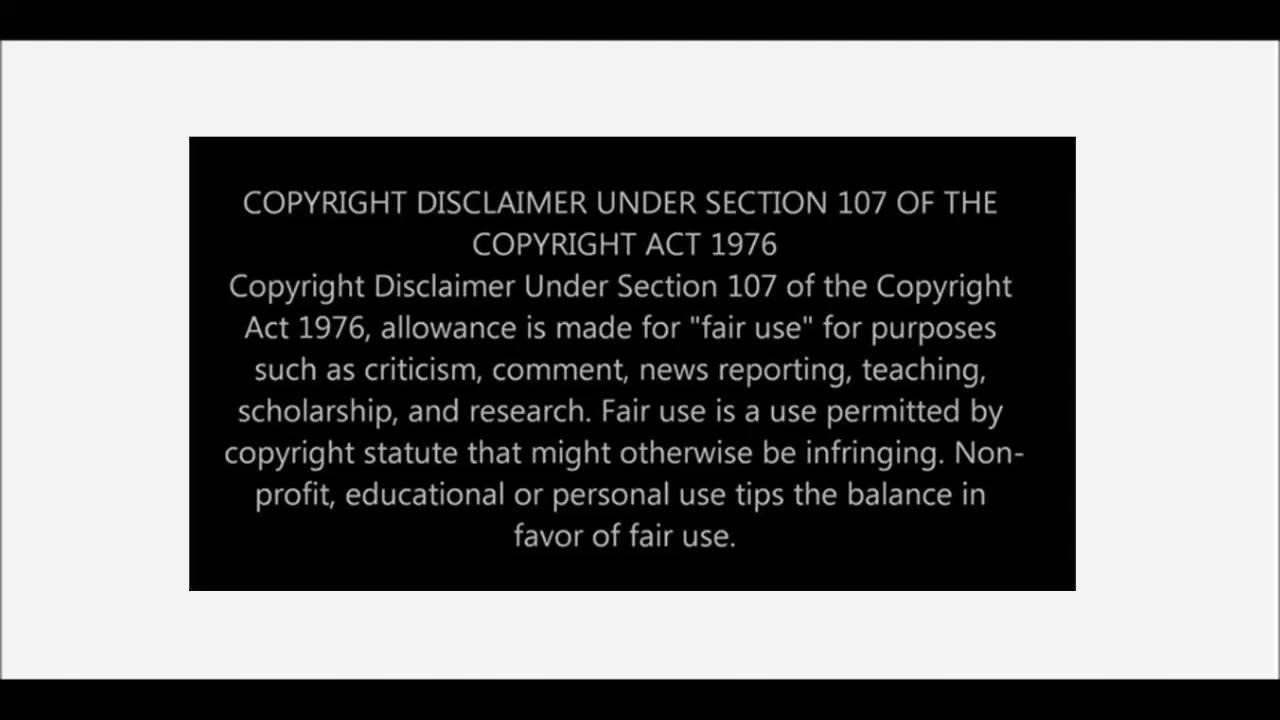 COPYRIGHT DISCLAIMER UNDER SECTION 107 OF THE
COPYRIGHT ACT 1976
Copyright Disclaimer Under Section 107 of the Copyright
Act 1976, allowance is made for "fair use" for purposes
such as criticism, comment, news reporting, teaching,
scholarship, and research. Fair use is a use permitted by
copyright statute that might otherwise be infringing. Non-
profit, educational or personal use tips the balance in
favor of fair use.